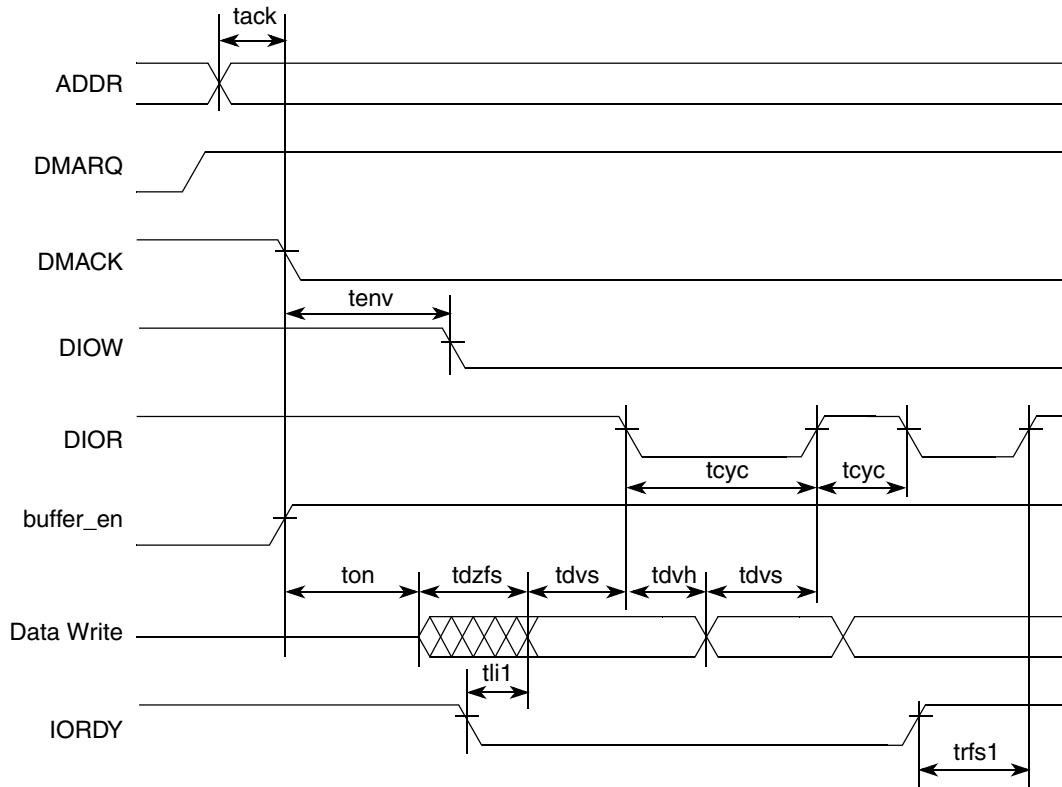 tack
ADDR
DMARQ
DMACK
tenv
DIOW
DIOR
tcyc tcyc
buffer_en
ton tdzfs tdvs tdvh tdvs
Data Write
tli1
IORDY
trfs1